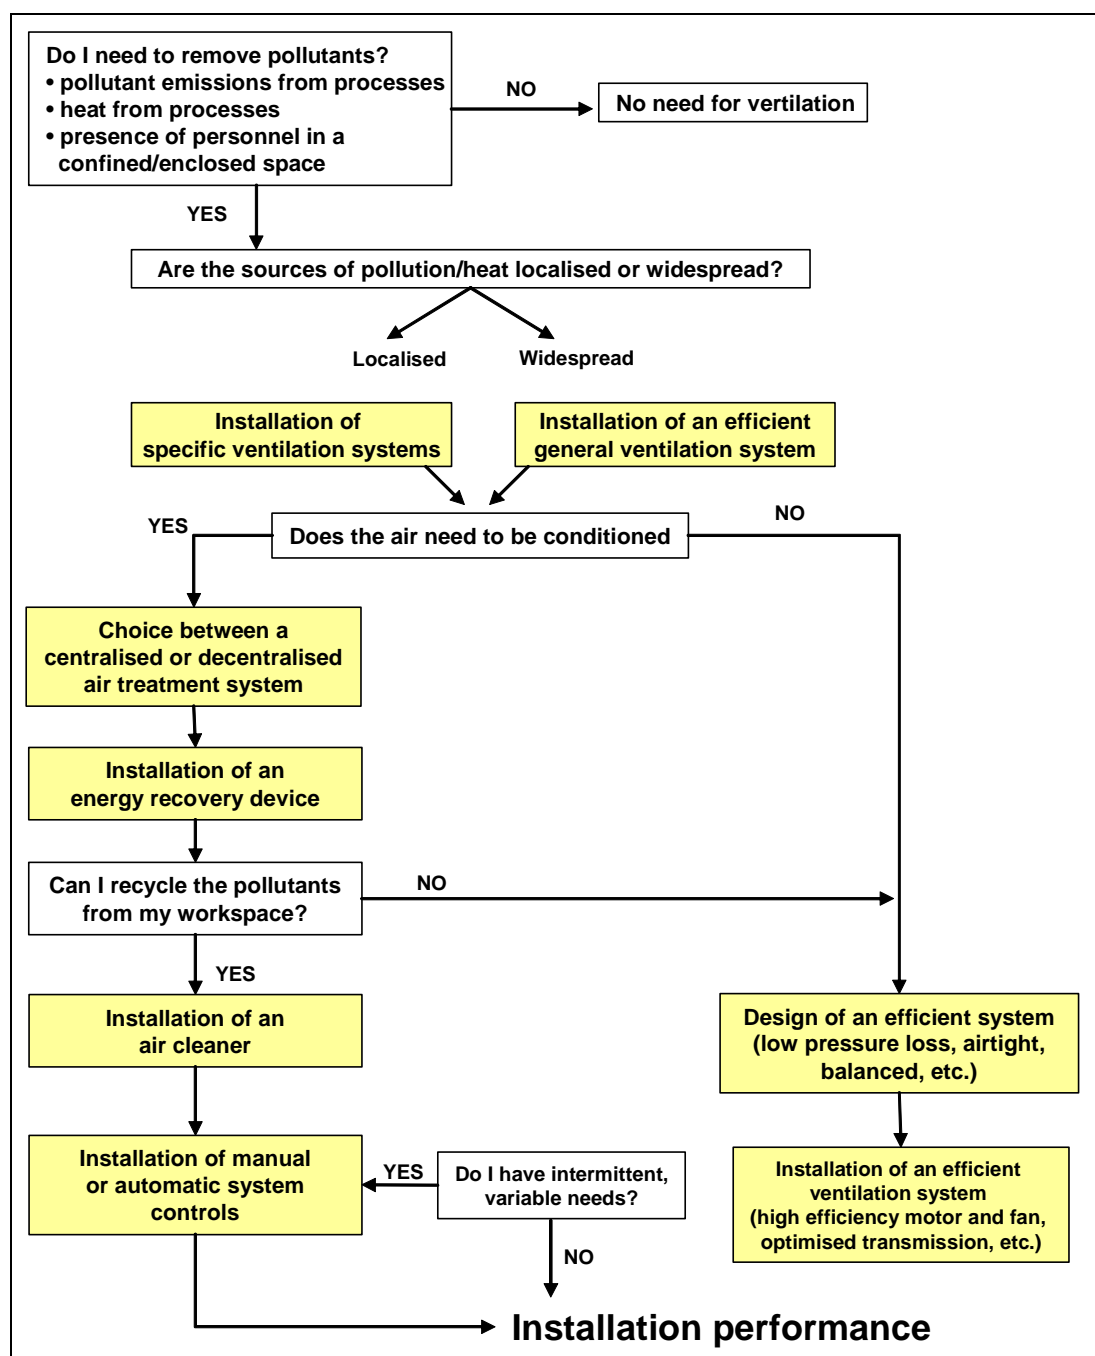 Do I need to remove pollutants?
• pollutant emissions from processes
• heat from processes
• presence of personnel in a
confined/enclosed space
NO
No need for vertilation
YES
Are the sources of pollution/heat localised or widespread?
Localised
Widespread
Installation of
specific ventilation systems
Installation of an efficient
general ventilation system
YES
Does the air need to be conditioned
NO
Choice between a
centralised or decentralised
air treatment system
Installation of an
energy recovery device
Can I recycle the pollutants
from my workspace?
NO
YES
Installation of an
air cleaner
Design of an efficient system
(low pressure loss, airtight,
balanced, etc.)
Installation of manual
or automatic system
controls
YES
Do I have intermittent,
variable needs?
Installation of an efficient
ventilation system
(high efficiency motor and fan,
optimised transmission, etc.)
NO
Installation performance